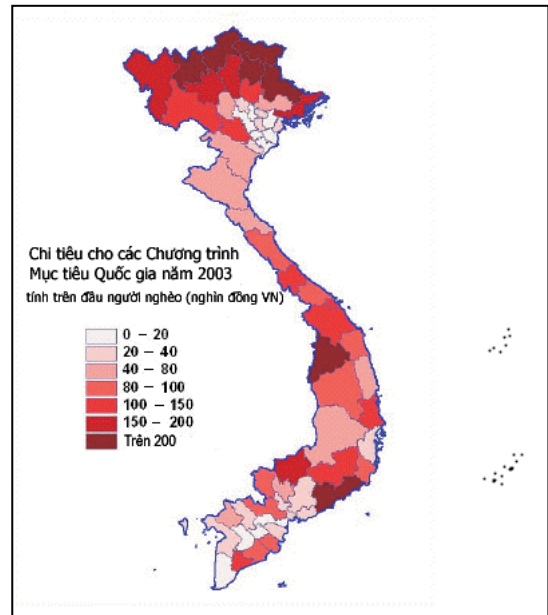 Chi tiêu cho các Chương trình
Mục tiêu Quốc gia năm 2003
tính trên đầu người nghèo (nghìn đồng VN)
0 – 20
20 – 40
40 – 80
80 – 100
100 – 150
150 – 200
Trên 200